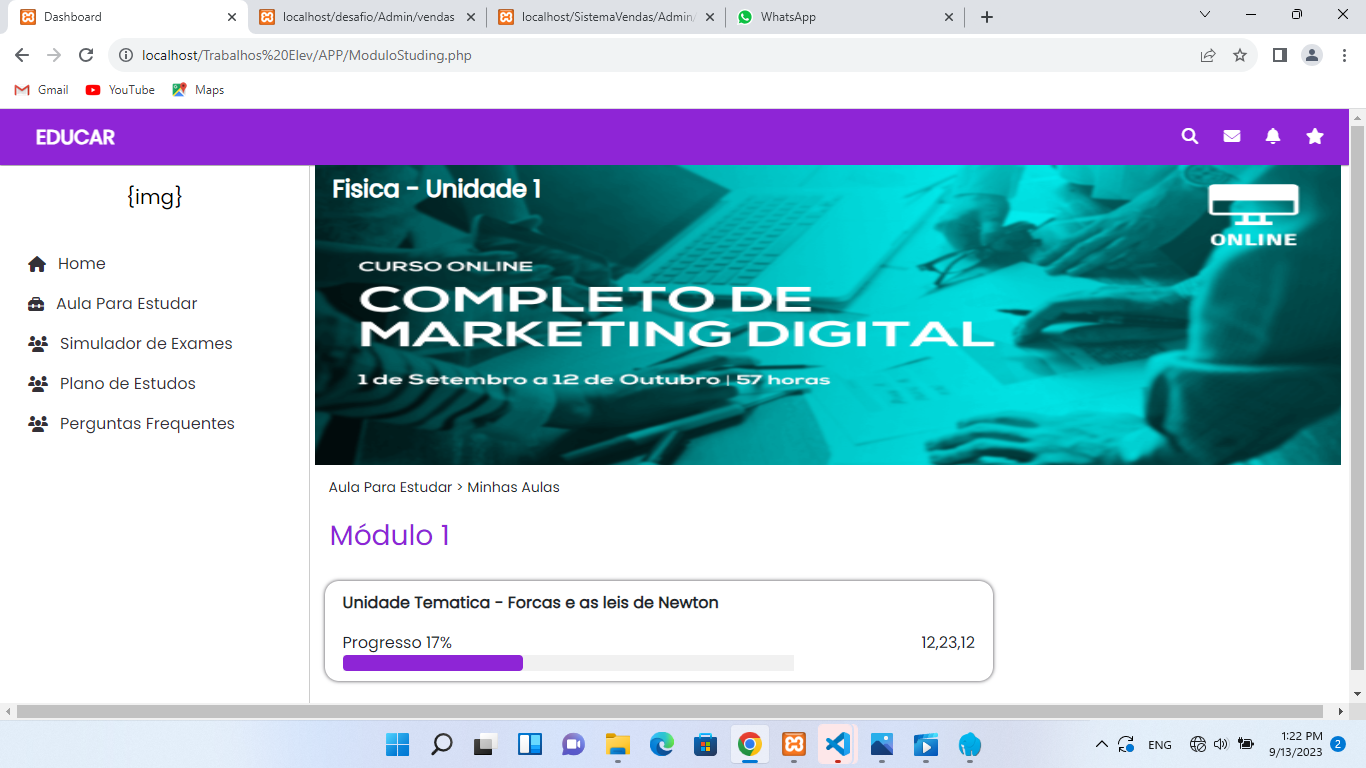 Dashboard
localhost/desafio/Admin/vendas
localhost/SistemaVendas/Admin/
WhatsApp
localhost/Trabalhos%20Elev/APP/ModuloStuding.php
Gmail
YouTube
Maps
EDUCAR
{img}
Home
Aula Para Estudar
Simulador de Exames
Plano de Estudos
Perguntas Frequentes
Fisica - Unidade 1
ONLINE
CURSO ONLINE
COMPLETO DE
MARKETING DIGITAL
1 de Setembro a 12 de Outubro | 57 horas
Aula Para Estudar > Minhas Aulas
Módulo 1
Unidade Tematica - Forcas e as leis de Newton
Progresso 17%
12,23,12
ENG
1:22 PM
9/13/2023
2